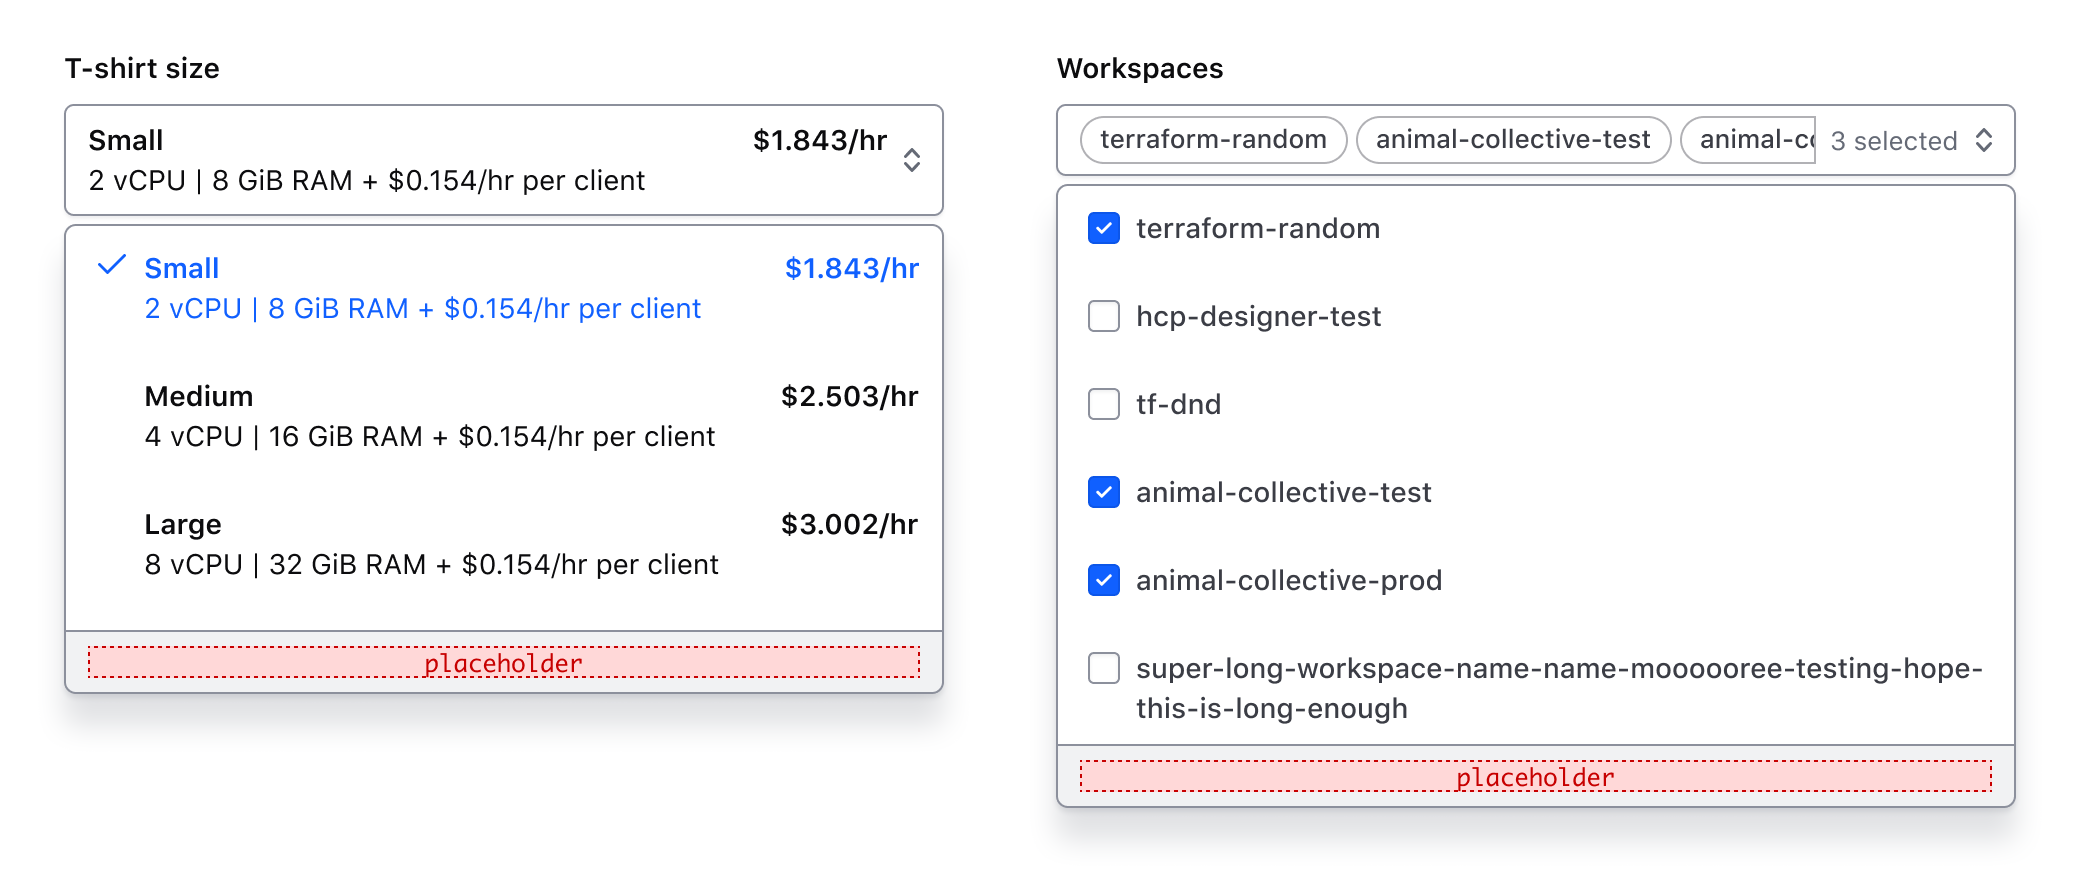 T-shirt size
Small $1.843/hr
2 vCPU | 8 GiB RAM + $0.154/hr per client
Small $1.843/hr
2 vCPU | 8 GiB RAM + $0.154/hr per client
Medium $2.503/hr
4 vCPU | 16 GiB RAM + $0.154/hr per client
Large $3.002/hr
8 vCPU | 32 GiB RAM + $0.154/hr per client
placeholder
Workspaces
terraform-random animal-collective-test animal-co 3 selected
terraform-random
hcp-designer-test
tf-dnd
animal-collective-test
animal-collective-prod
super-long-workspace-name-name-moooooree-testing-hope-
this-is-long-enough
placeholder